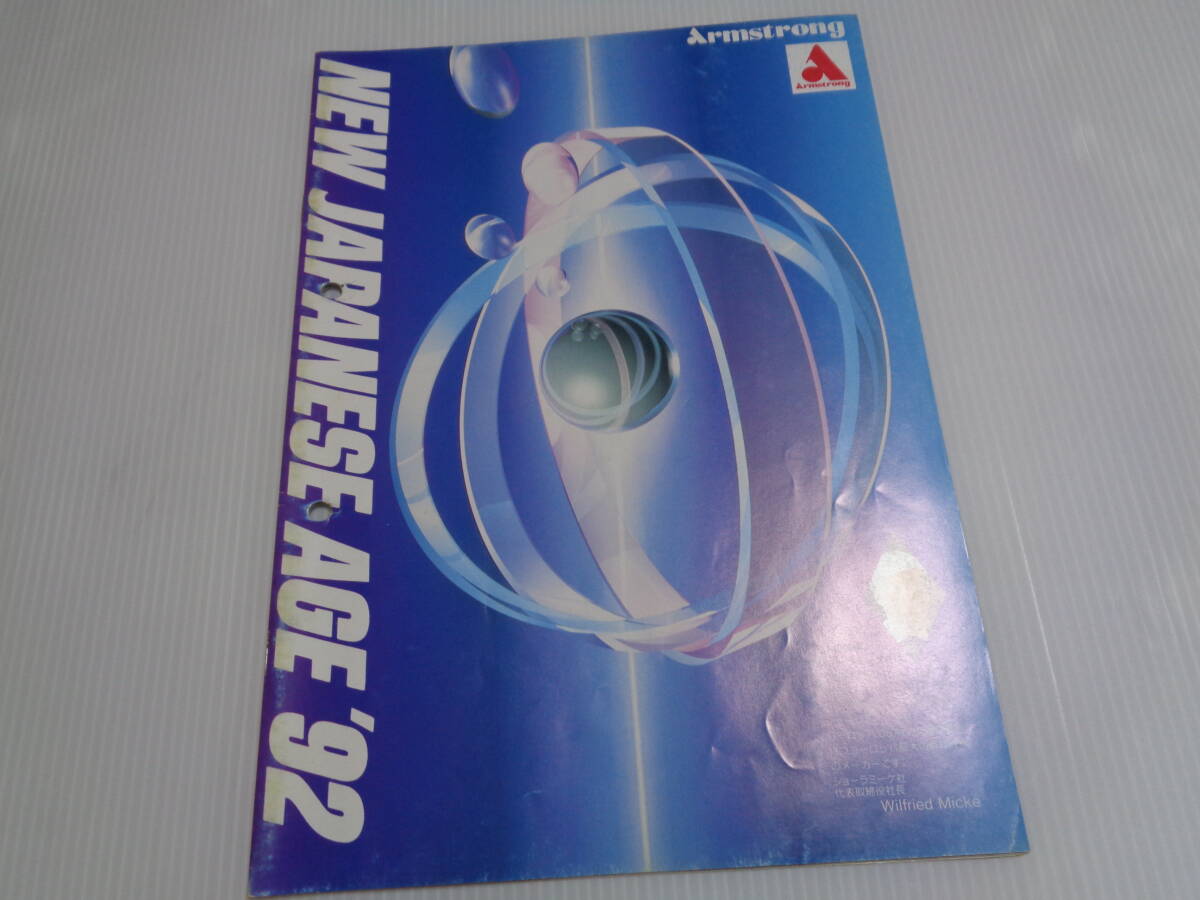 Armstrong
Armstrong
NEW JAPANESE AGE '92
のメーカーです。
ショーラミーケ社
代表取締役社長
Wilfried Micke